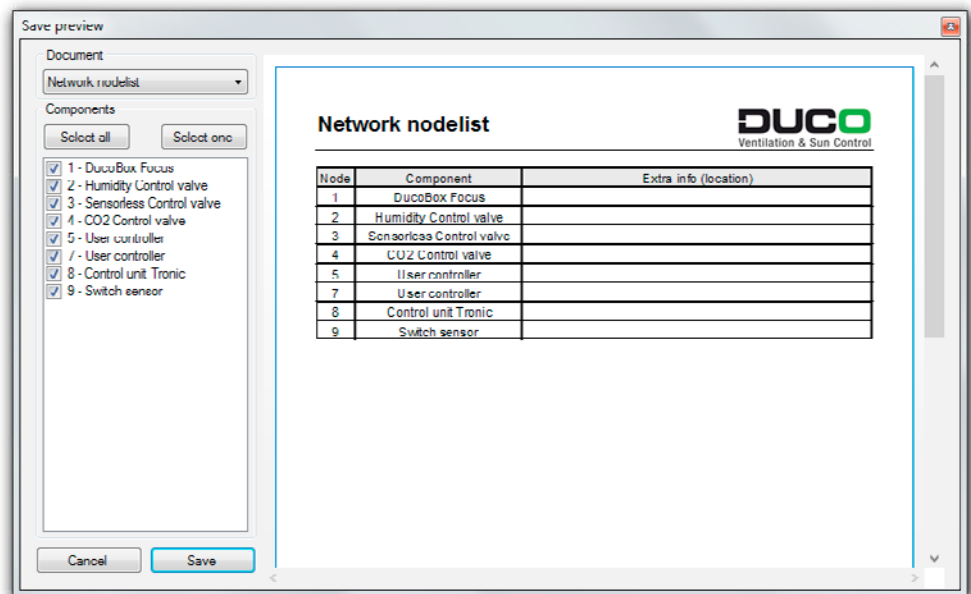 Save preview
Document
Network nodelist
Components
Select all Select one
1 - DucoBox Focus
2 - Humidity Control valve
3 - Sensorless Control valve
4 - CO2 Control valve
5 - User controller
7 - User controller
8 - Control unit Tronic
9 - Switch sensor
Cancel Save
Network nodelist
DUCO
Ventilation & Sun Control
Node Component Extra info (location)
1 DucoBox Focus
2 Humidity Control valve
3 Sensorless Control valve
4 CO2 Control valve
5 User controller
7 User controller
8 Control unit Tronic
9 Switch sensor